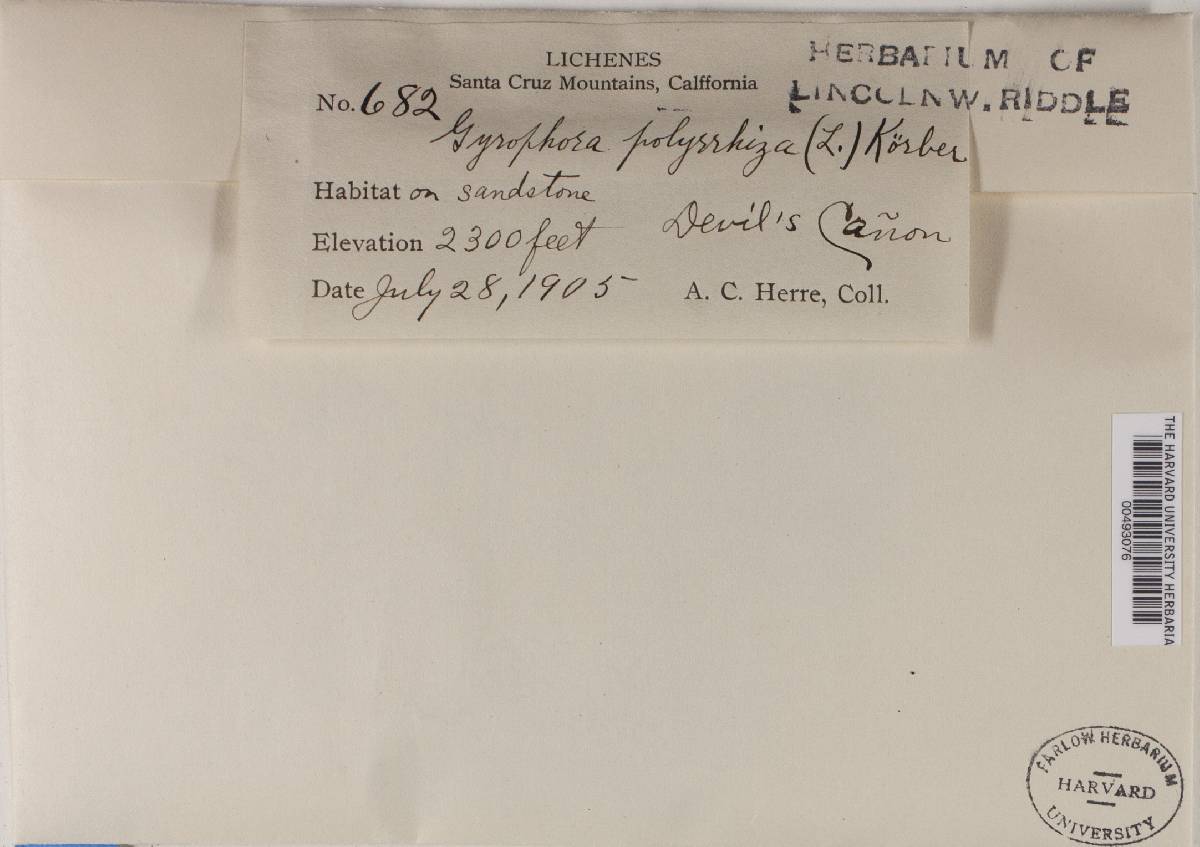 LICHENES
Santa Cruz Mountains, Calffornia
HERBARIUM OF
LINCOLN W. RIDDLE
No. 682
Gyrophora polyrrhiza (L.) Körber
Habitat on sandstone
Devil's Cañon
Elevation 2300 feet
Date July 28, 1905
A. C. Herre, Coll.
THE HARVARD UNIVERSITY HERBARIA
00493076
FARLOW HERBARIUM
HARVARD
UNIVERSITY